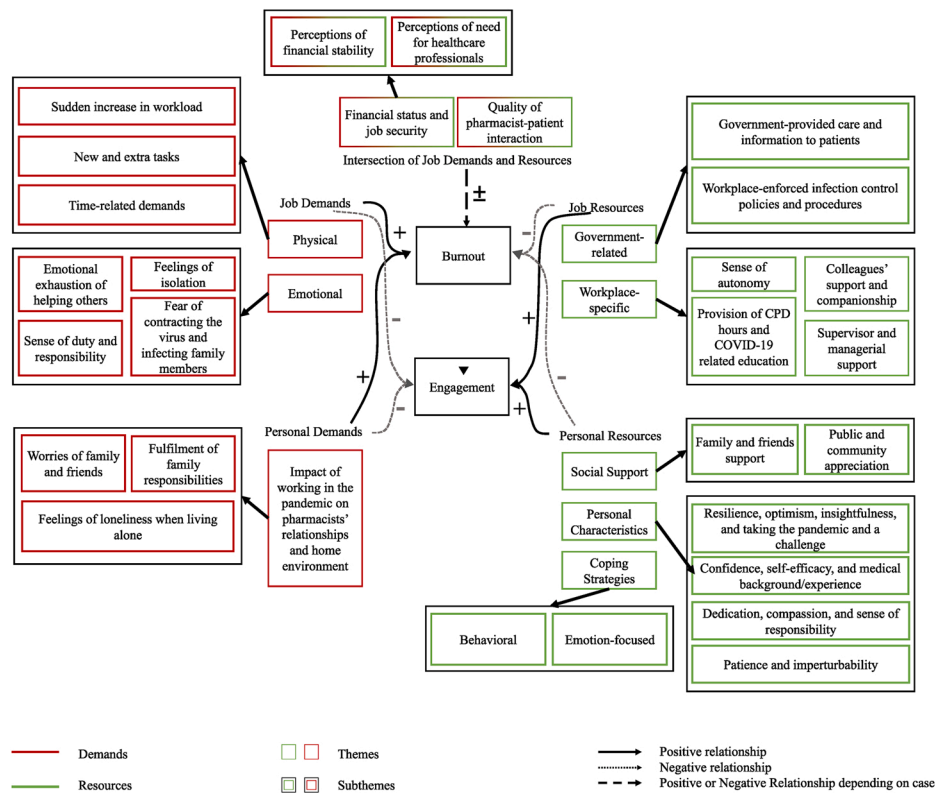 Perceptions of
financial stability
Perceptions of need
for healthcare
professionals
Financial status and
job security
Quality of
pharmacist-patient
interaction
Intersection of Job Demands and Resources
±
Sudden increase in workload
New and extra tasks
Time-related demands
Job Demands
Physical
Emotional
Emotional
exhaustion of
helping others
Feelings of
isolation
Sense of duty and
responsibility
Fear of
contracting the
virus and
infecting family
members
+
−
Burnout
−
Job Resources
Government-
related
Workplace-
specific
Government-provided care and
information to patients
Workplace-enforced infection control
policies and procedures
Sense of
autonomy
Colleagues’
support and
companionship
Provision of CPD
hours and
COVID-19
related education
Supervisor and
managerial
support
+
+
−
−
Engagement
+
Personal Demands
Impact of
working in the
pandemic on
pharmacists’
relationships
and home
environment
Worries of family
and friends
Fulfilment of
family
responsibilities
Feelings of loneliness when living
alone
Personal Resources
Social Support
Personal
Characteristics
Coping
Strategies
Family and friends
support
Public and
community
appreciation
Resilience, optimism, insightfulness,
and taking the pandemic and a
challenge
Confidence, self-efficacy, and medical
background/experience
Dedication, compassion, and sense of
responsibility
Patience and imperturbability
Behavioral
Emotion-focused
Demands
Resources
Themes
Subthemes
Positive relationship
Negative relationship
Positive or Negative Relationship depending on case